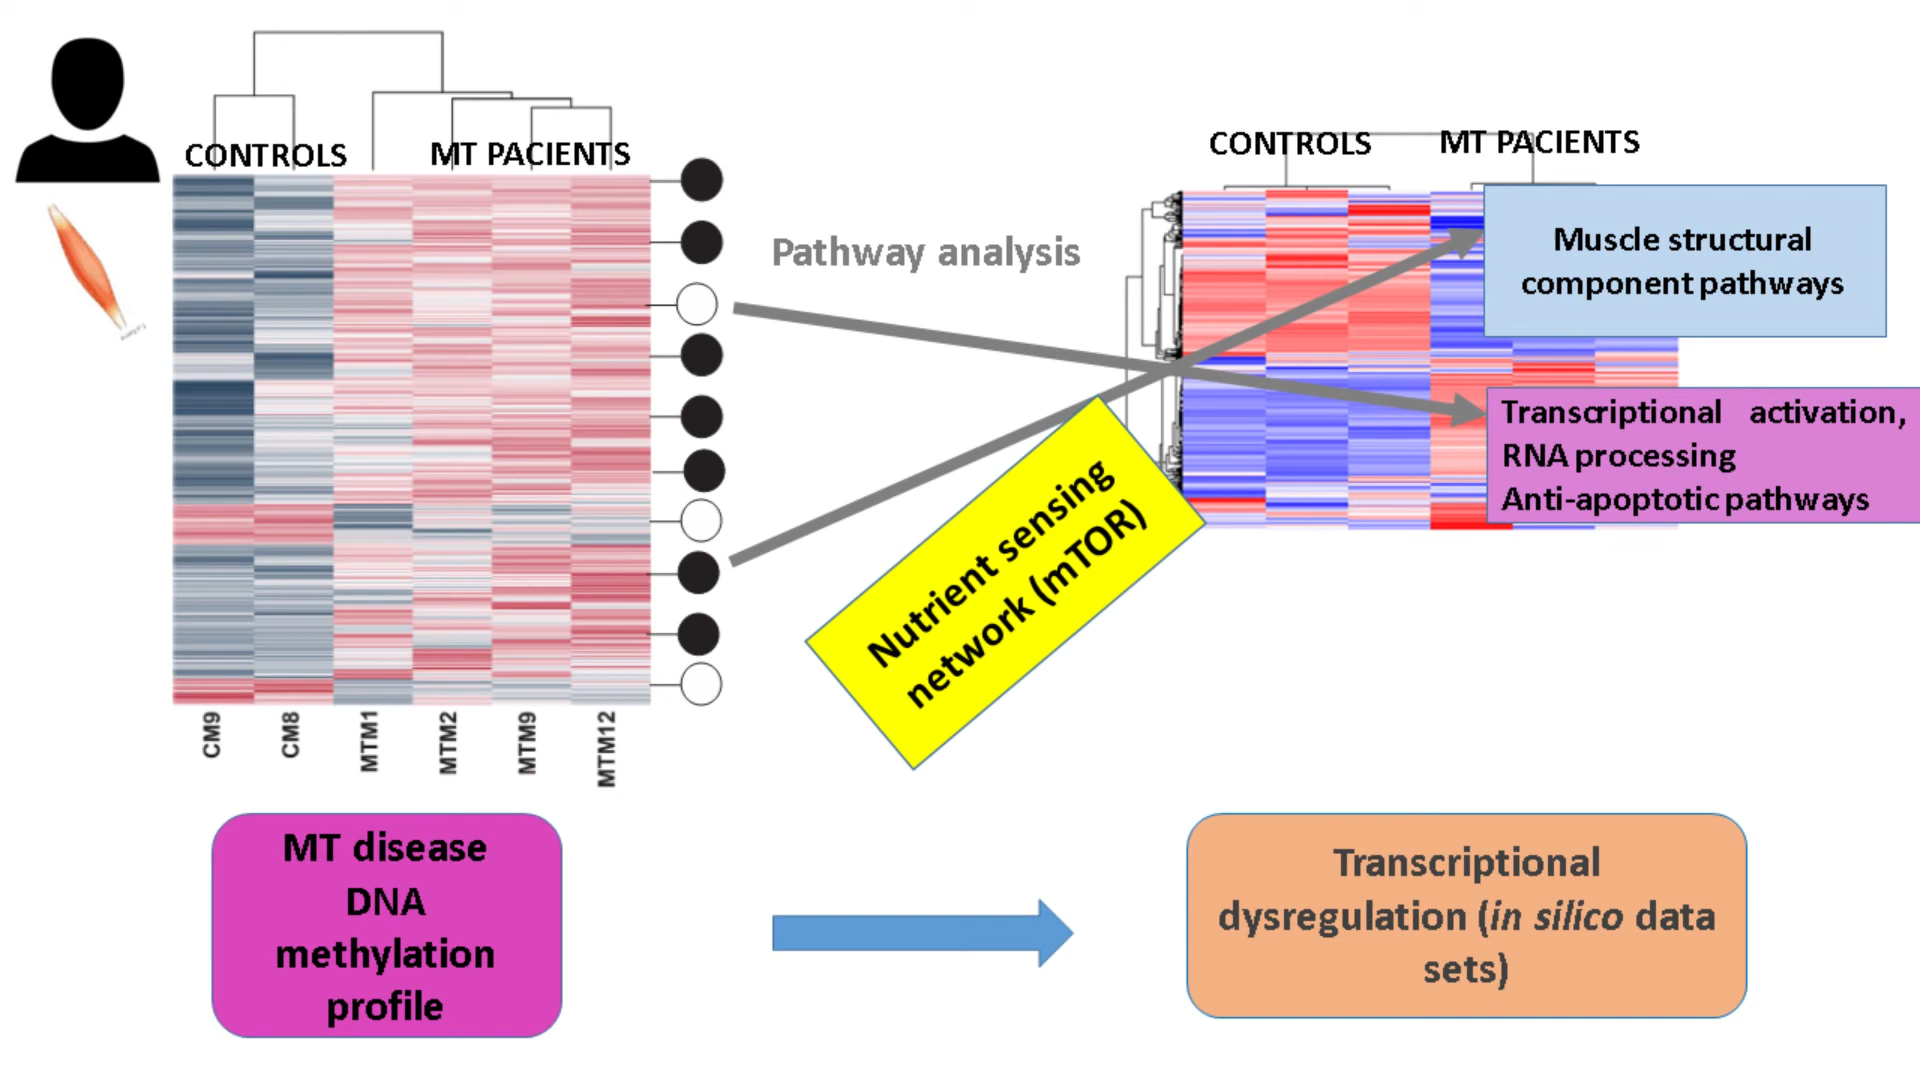 CONTROLS
MT PACIENTS
CM9
CM8
MTM1
MTM2
MTM9
MTM12
Pathway analysis
CONTROLS
MT PACIENTS
Muscle structural
component pathways
Transcriptional activation,
RNA processing
Anti-apoptotic pathways
Nutrient sensing
network (mTOR)
MT disease
DNA
methylation
profile
Transcriptional
dysregulation (in silico data
sets)